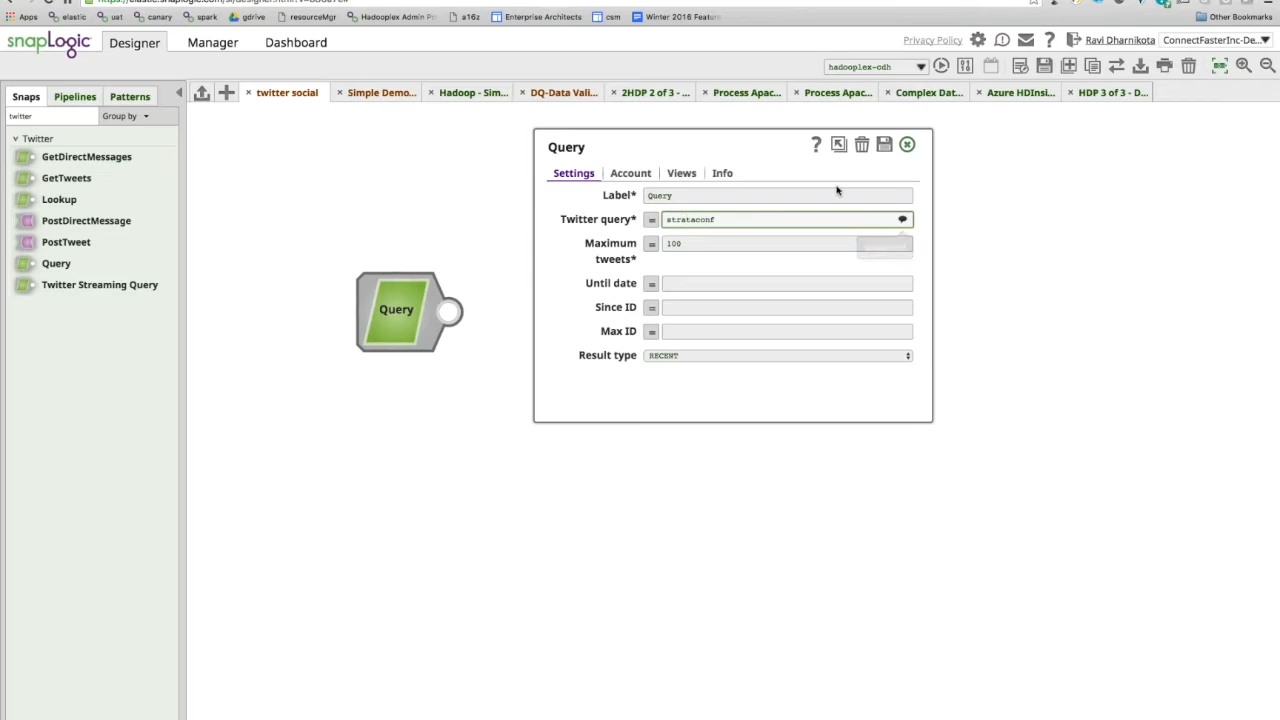 Apps elastic uat canary spark gdrive resourceMgr Hadooplex Admin a16z Enterprise Architects csm Winter 2016 Featur Other Bookmarks
snapLogic Designer Manager Dashboard Privacy Policy ? Ravi Dharnikota ConnectFasterInc-De...
hadooplex-cdh
Snaps Pipelines Patterns × twitter social × Simple Demo... × Hadoop - Sim... × DQ-Data Vali... × 2HDP 2 of 3 - ... × Process Apac... × Process Apac... × Complex Dat... × Azure HDInsi... × HDP 3 of 3 - D...
twitter Group by
Twitter
GetDirectMessages
GetTweets
Lookup
PostDirectMessage
PostTweet
Query
Twitter Streaming Query
Query
Query ?
Settings Account Views Info
Label* Query
Twitter query* = strataconf
Maximum tweets* = 100
Until date =
Since ID =
Max ID =
Result type RECENT